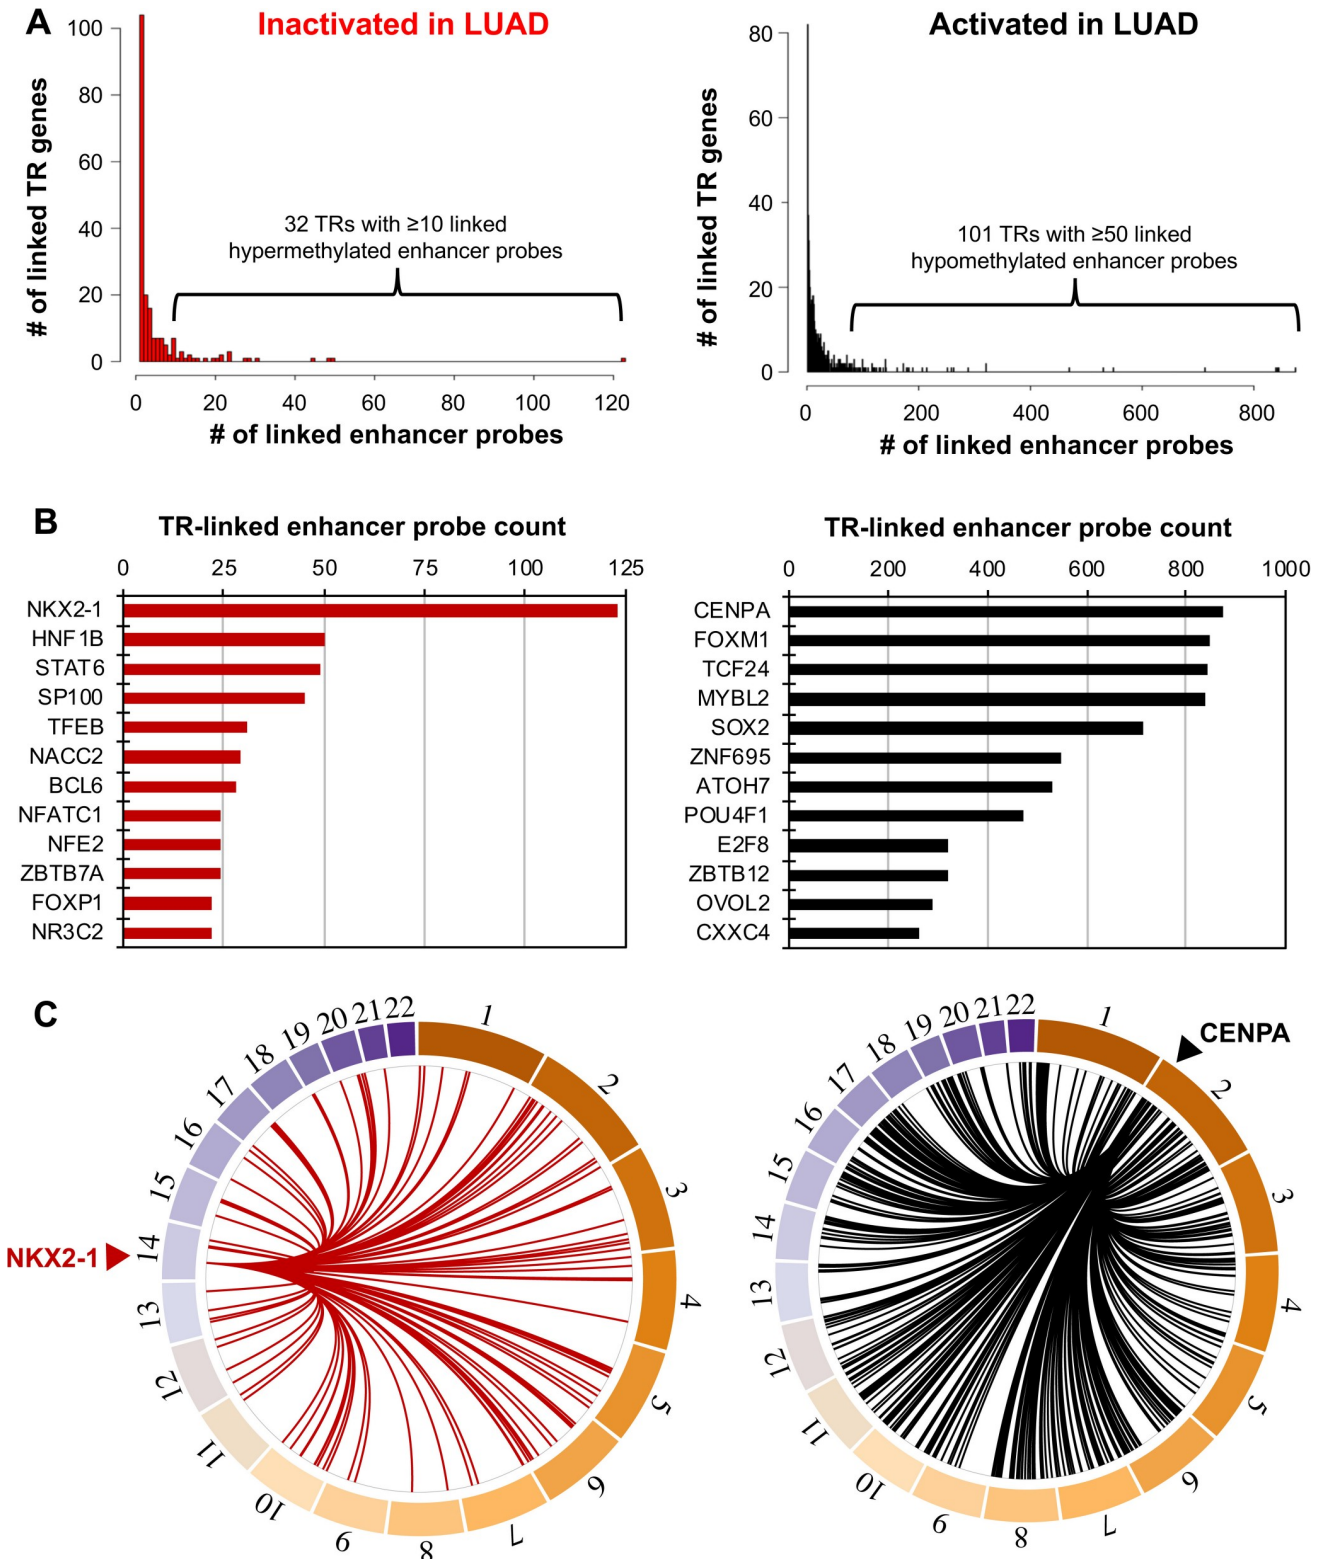 A
Inactivated in LUAD
# of linked TR genes
100
80
60
40
20
0
32 TRs with ≥10 linked
hypermethylated enhancer probes
0 20 40 60 80 100 120
# of linked enhancer probes
Activated in LUAD
# of linked TR genes
80
60
40
20
0
101 TRs with ≥50 linked
hypomethylated enhancer probes
0 200 400 600 800
# of linked enhancer probes
B
TR-linked enhancer probe count
0 25 50 75 100 125
NKX2-1
HNF1B
STAT6
SP100
TFEB
NACC2
BCL6
NFATC1
NFE2
ZBTB7A
FOXP1
NR3C2
TR-linked enhancer probe count
0 200 400 600 800 1000
CENPA
FOXM1
TCF24
MYBL2
SOX2
ZNF695
ATOH7
POU4F1
E2F8
ZBTB12
OVOL2
CXXC4
C
1
2
3
4
5
6
7
8
9
10
11
12
13
14
15
16
17
18
19
20
21
22
NKX2-1
1
2
3
4
5
6
7
8
9
10
11
12
13
14
15
16
17
18
19
20
21
22
CENPA